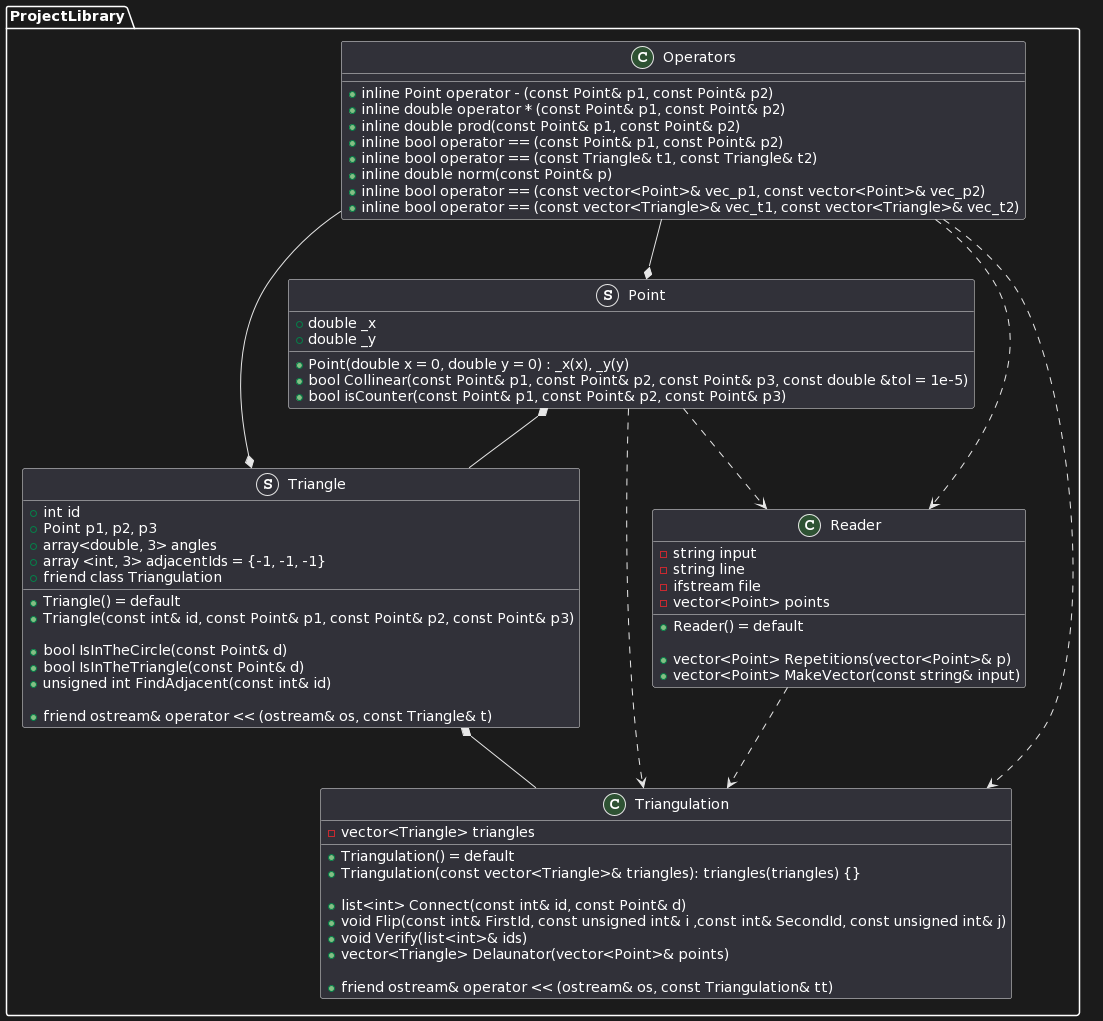 ProjectLibrary
C Operators
inline Point operator - (const Point& p1, const Point& p2)
inline double operator * (const Point& p1, const Point& p2)
inline double prod(const Point& p1, const Point& p2)
inline bool operator == (const Point& p1, const Point& p2)
inline bool operator == (const Triangle& t1, const Triangle& t2)
inline double norm(const Point& p)
inline bool operator == (const vector<Point>& vec_p1, const vector<Point>& vec_p2)
inline bool operator == (const vector<Triangle>& vec_t1, const vector<Triangle>& vec_t2)
S Point
double _x
double _y
Point(double x = 0, double y = 0) : _x(x), _y(y)
bool Collinear(const Point& p1, const Point& p2, const Point& p3, const double &tol = 1e-5)
bool isCounter(const Point& p1, const Point& p2, const Point& p3)
S Triangle
int id
Point p1, p2, p3
array<double, 3> angles
array <int, 3> adjacentIds = {-1, -1, -1}
friend class Triangulation
Triangle() = default
Triangle(const int& id, const Point& p1, const Point& p2, const Point& p3)
bool IsInTheCircle(const Point& d)
bool IsInTheTriangle(const Point& d)
unsigned int FindAdjacent(const int& id)
friend ostream& operator << (ostream& os, const Triangle& t)
C Reader
string input
string line
ifstream file
vector<Point> points
Reader() = default
vector<Point> Repetitions(vector<Point>& p)
vector<Point> MakeVector(const string& input)
C Triangulation
vector<Triangle> triangles
Triangulation() = default
Triangulation(const vector<Triangle>& triangles): triangles(triangles) {}
list<int> Connect(const int& id, const Point& d)
void Flip(const int& FirstId, const unsigned int& i ,const int& SecondId, const unsigned int& j)
void Verify(list<int>& ids)
vector<Triangle> Delaunator(vector<Point>& points)
friend ostream& operator << (ostream& os, const Triangulation& tt)